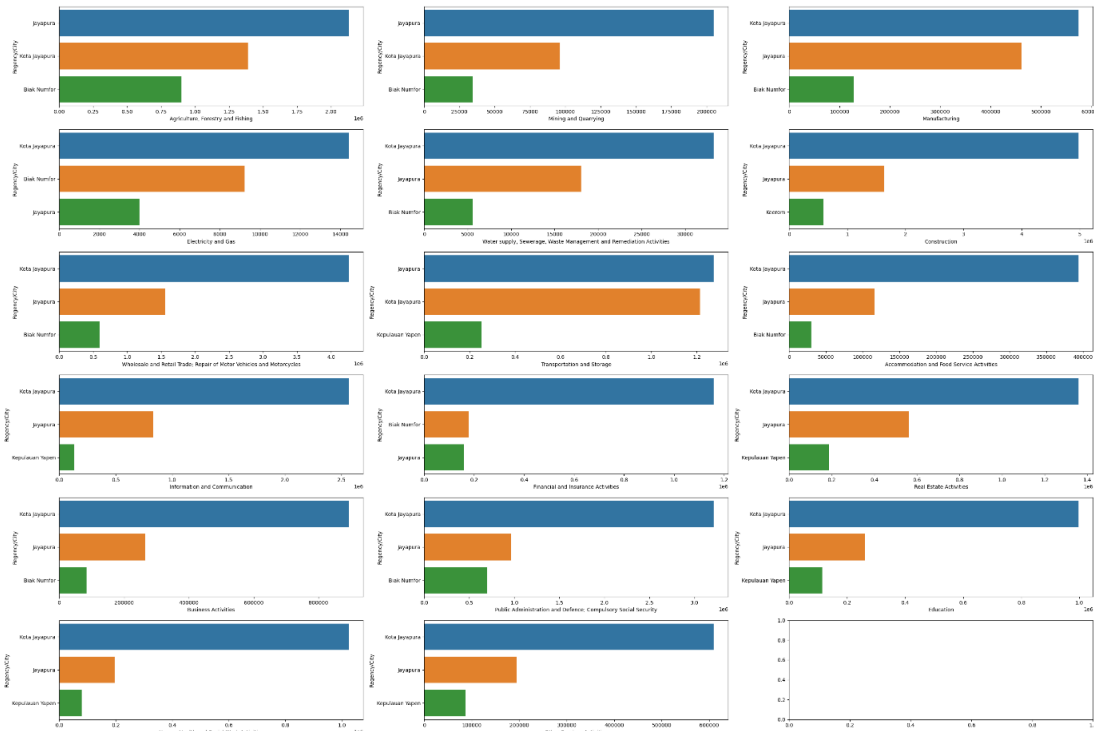 Regency/City
Jayapura
Kota Jayapura
Biak Numfor
0.00 0.25 0.50 0.75 1.00 1.25 1.50 1.75 2.00
1e6
Agriculture, Forestry and Fishing
Regency/City
Jayapura
Kota Jayapura
Biak Numfor
0 25000 50000 75000 100000 125000 150000 175000 200000
Mining and Quarrying
Regency/City
Kota Jayapura
Jayapura
Biak Numfor
0 100000 200000 300000 400000 500000 600000
Manufacturing
Regency/City
Kota Jayapura
Biak Numfor
Jayapura
0 2000 4000 6000 8000 10000 12000 14000
Electricity and Gas
Regency/City
Kota Jayapura
Jayapura
Biak Numfor
0 5000 10000 15000 20000 25000 30000
Water supply, Sewerage, Waste Management and Remediation Activities
Regency/City
Kota Jayapura
Jayapura
Keerom
0 1 2 3 4 5
1e6
Construction
Regency/City
Kota Jayapura
Jayapura
Biak Numfor
0.0 0.5 1.0 1.5 2.0 2.5 3.0 3.5 4.0 4.5
1e6
Wholesale and Retail Trade; Repair of Motor Vehicles and Motorcycles
Regency/City
Jayapura
Kota Jayapura
Kepulauan Yapen
0.0 0.2 0.4 0.6 0.8 1.0 1.2
1e6
Transportation and Storage
Regency/City
Kota Jayapura
Jayapura
Biak Numfor
0 50000 100000 150000 200000 250000 300000 350000 400000
Accommodation and Food Service Activities
Regency/City
Kota Jayapura
Jayapura
Kepulauan Yapen
0.0 0.5 1.0 1.5 2.0 2.5
1e6
Information and Communication
Regency/City
Kota Jayapura
Biak Numfor
Jayapura
0.0 0.2 0.4 0.6 0.8 1.0 1.2
1e6
Financial and Insurance Activities
Regency/City
Kota Jayapura
Jayapura
Kepulauan Yapen
0.0 0.2 0.4 0.6 0.8 1.0 1.2 1.4
1e6
Real Estate Activities
Regency/City
Kota Jayapura
Jayapura
Biak Numfor
0 200000 400000 600000 800000
Business Activities
Regency/City
Kota Jayapura
Jayapura
Biak Numfor
0.0 0.5 1.0 1.5 2.0 2.5 3.0
1e6
Public Administration and Defence; Compulsory Social Security
Regency/City
Kota Jayapura
Jayapura
Kepulauan Yapen
0.0 0.2 0.4 0.6 0.8 1.0
1e6
Education
Regency/City
Kota Jayapura
Jayapura
Kepulauan Yapen
0.0 0.2 0.4 0.6 0.8 1.0
Regency/City
Kota Jayapura
Jayapura
Kepulauan Yapen
0 100000 200000 300000 400000 500000 600000
1.0
0.8
0.6
0.4
0.2
0.0
0.0 0.2 0.4 0.6 0.8 1.0